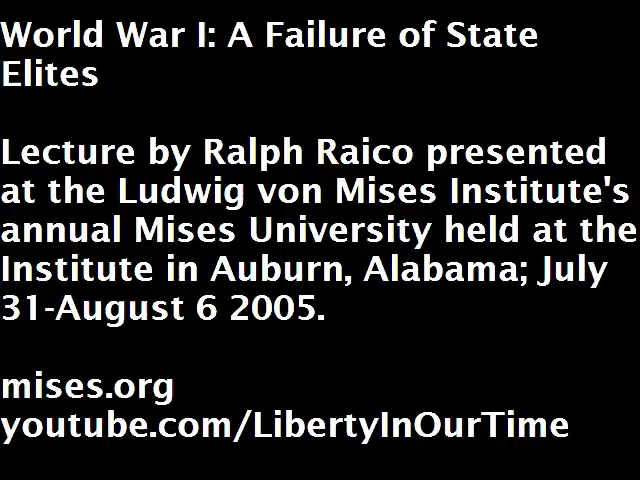 World War I: A Failure of State
Elites
Lecture by Ralph Raico presented
at the Ludwig von Mises Institute's
annual Mises University held at the
Institute in Auburn, Alabama; July
31-August 6 2005.
mises.org
youtube.com/LibertyInOurTime